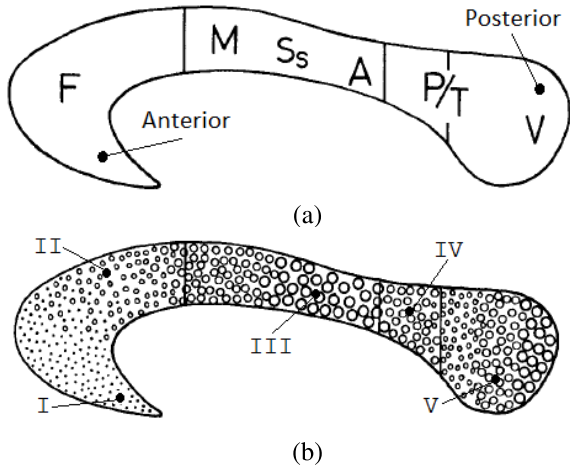 Posterior
M Ss A P/T
F V
Anterior
(a)
II IV
III
I V
(b)